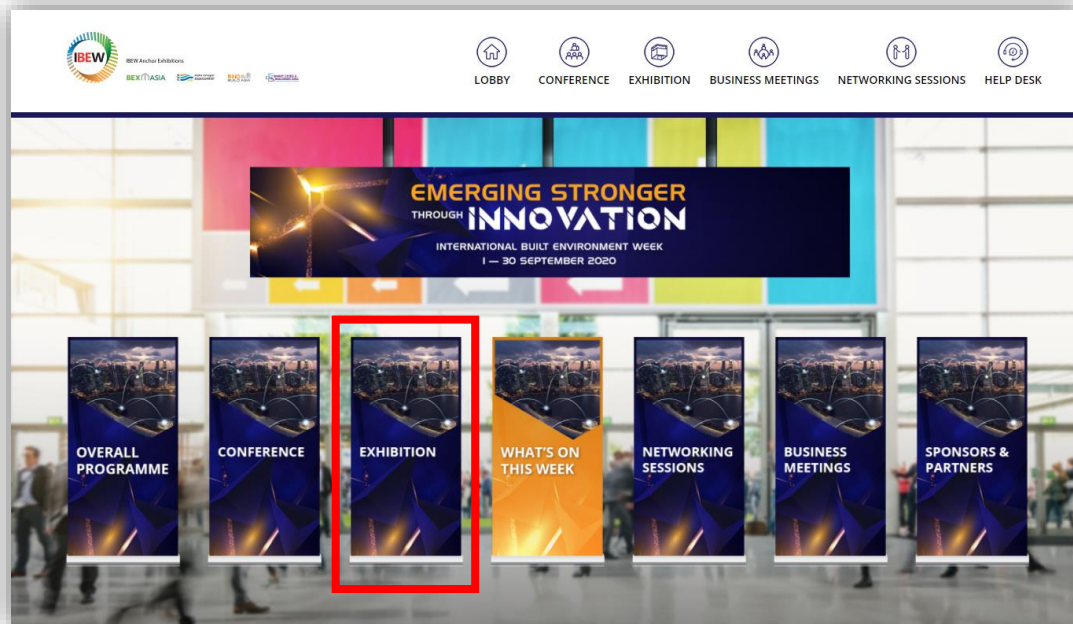 IBEW
IBEW Anchor Exhibitions
BEX ASIA
LOBBY
CONFERENCE
EXHIBITION
BUSINESS MEETINGS
NETWORKING SESSIONS
HELP DESK
EMERGING STRONGER
THROUGH INNOVATION
INTERNATIONAL BUILT ENVIRONMENT WEEK
1 — 30 SEPTEMBER 2020
OVERALL
PROGRAMME
CONFERENCE
EXHIBITION
WHAT'S ON
THIS WEEK
NETWORKING
SESSIONS
BUSINESS
MEETINGS
SPONSORS &
PARTNERS